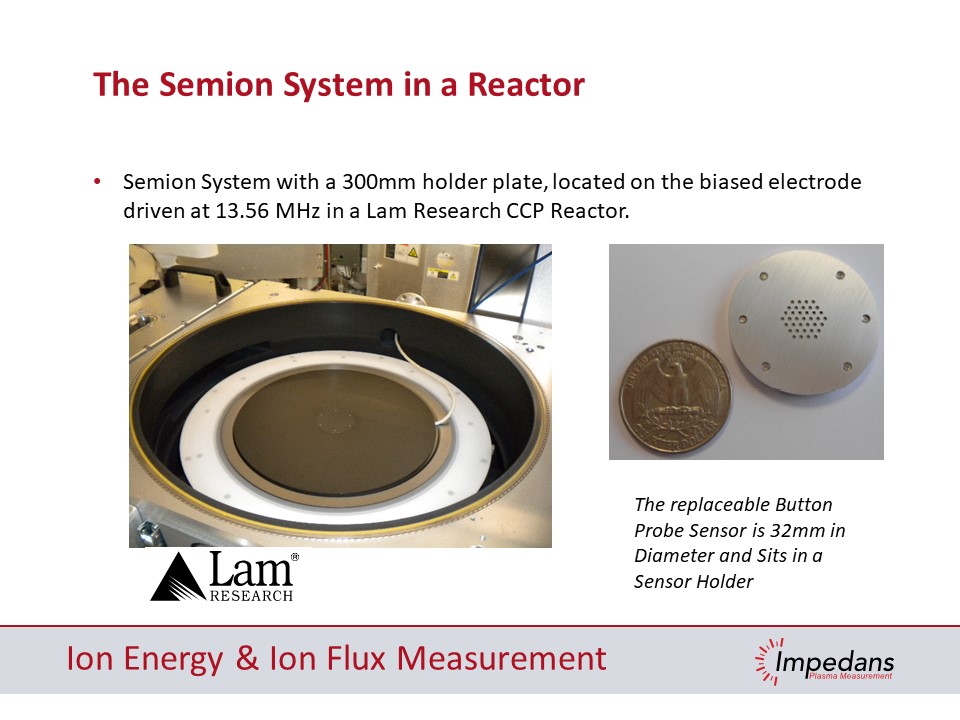 The Semion System in a Reactor
• Semion System with a 300mm holder plate, located on the biased electrode
driven at 13.56 MHz in a Lam Research CCP Reactor.
The replaceable Button
Probe Sensor is 32mm in
Diameter and Sits in a
Sensor Holder
Lam®
RESEARCH
Ion Energy & Ion Flux Measurement
Impedans
Plasma Measurement